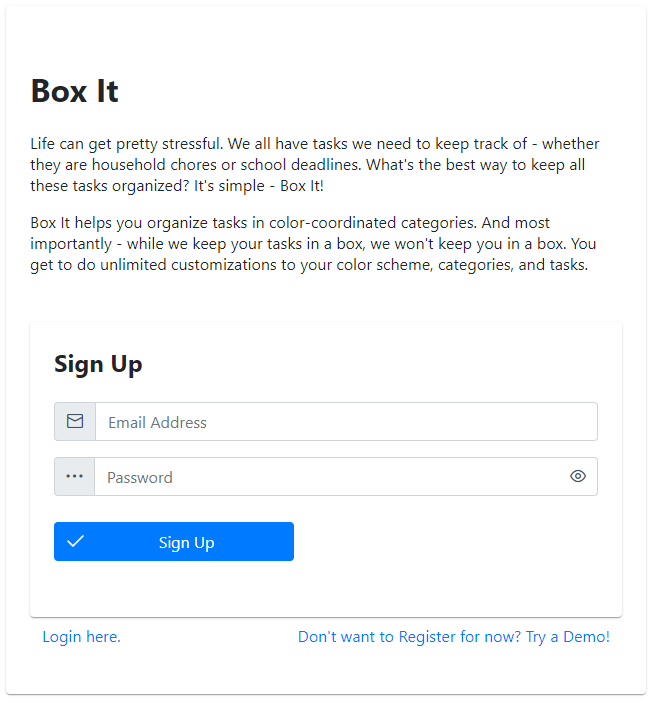 Box It
Life can get pretty stressful. We all have tasks we need to keep track of - whether
they are household chores or school deadlines. What's the best way to keep all
these tasks organized? It's simple - Box It!
Box It helps you organize tasks in color-coordinated categories. And most
importantly - while we keep your tasks in a box, we won't keep you in a box. You
get to do unlimited customizations to your color scheme, categories, and tasks.
Sign Up
Email Address
Password
Sign Up
Login here.
Don't want to Register for now? Try a Demo!